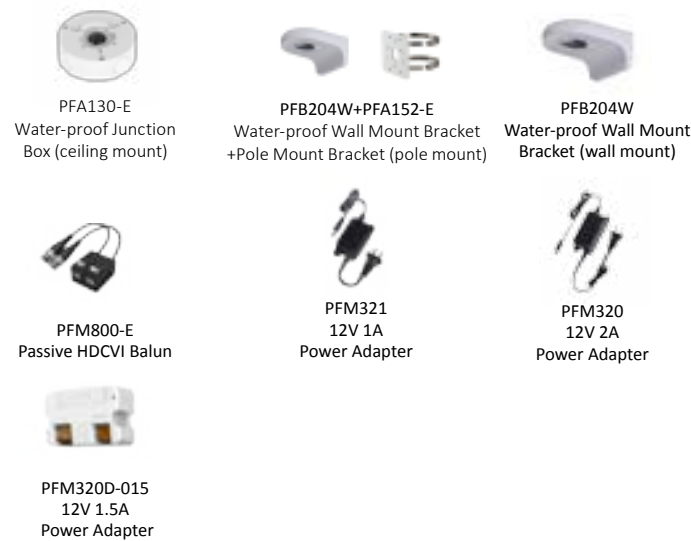 PFA130-E
Water-proof Junction
Box (ceiling mount)
PFB204W+PFA152-E
Water-proof Wall Mount Bracket
+Pole Mount Bracket (pole mount)
PFB204W
Water-proof Wall Mount
Bracket (wall mount)
PFM800-E
Passive HDCVI Balun
PFM321
12V 1A
Power Adapter
PFM320
12V 2A
Power Adapter
PFM320D-015
12V 1.5A
Power Adapter